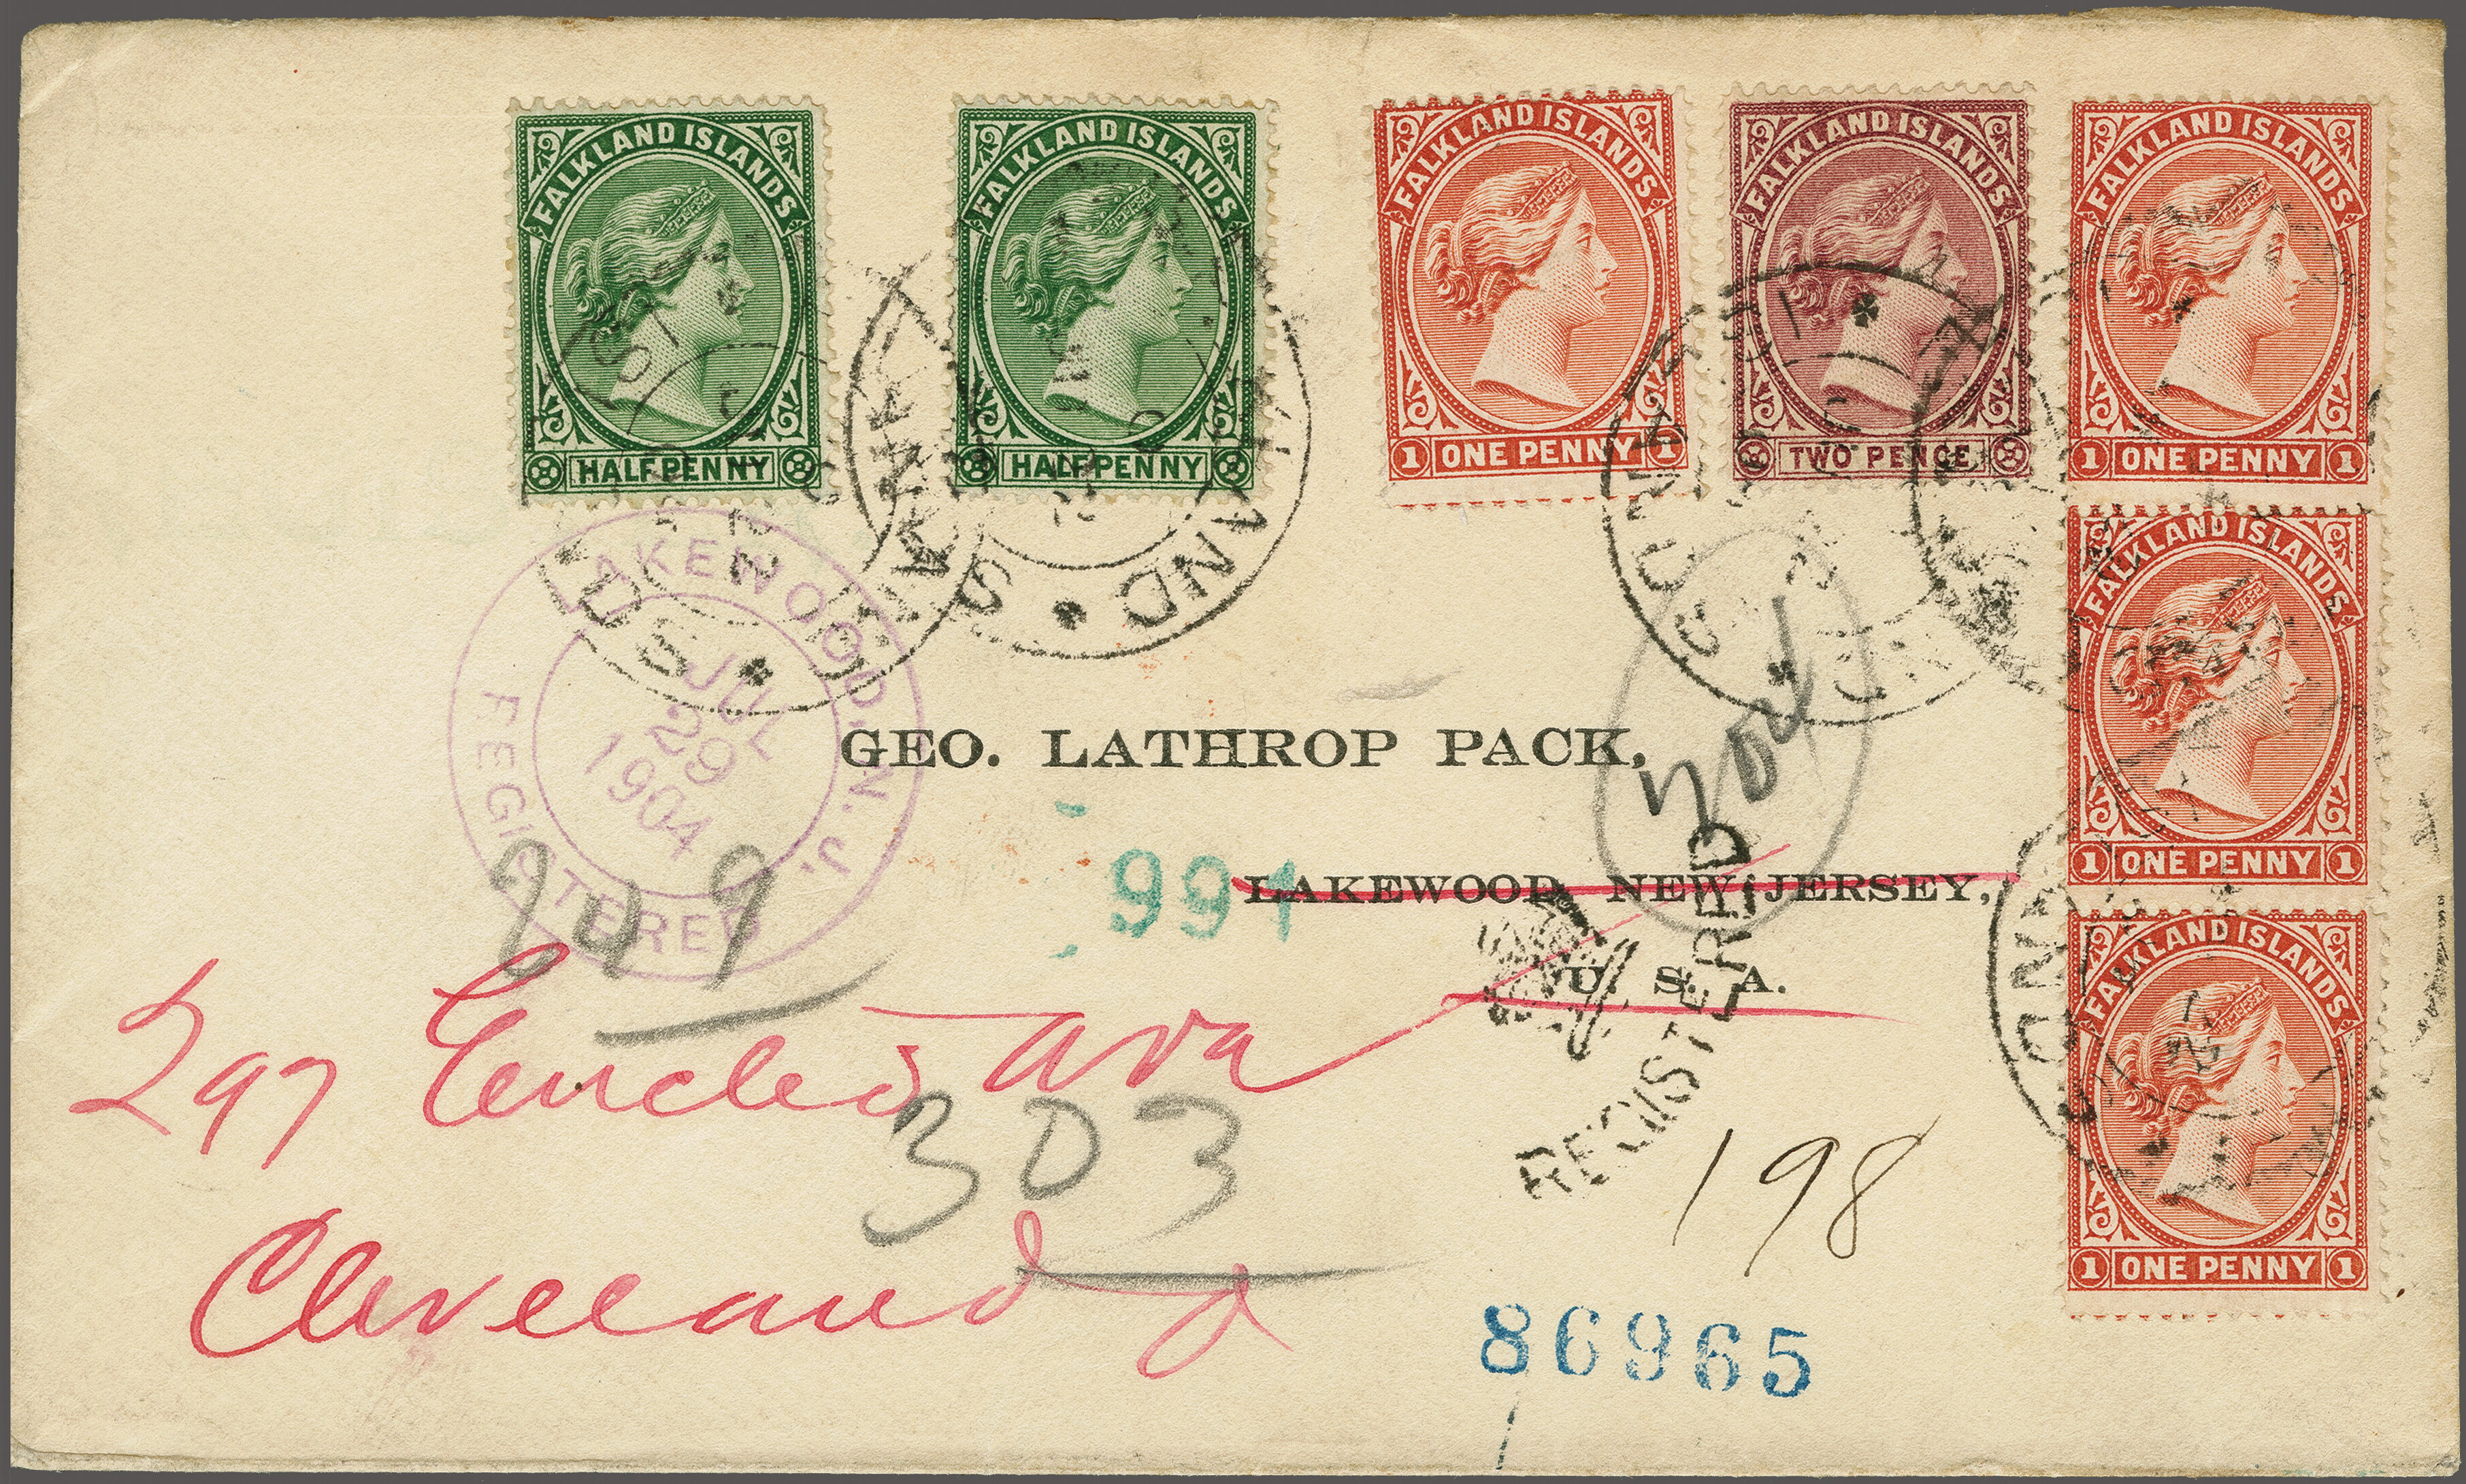 FALKLAND ISLANDS
HALFPENNY
FALKLAND ISLANDS
HALFPENNY
FALKLAND ISLANDS
1 ONE PENNY 1
FALKLAND ISLANDS
TWO PENCE
FALKLAND ISLANDS
1 ONE PENNY 1
FALKLAND ISLANDS
1 ONE PENNY 1
FALKLAND ISLANDS
1 ONE PENNY 1
LAKEWOOD, N.J.
JUL
29
1904
REGISTERED
GEO. LATHROP PACK,
991
LAKEWOOD, NEW JERSEY,
U. S. A.
REGISTERED
949
297 Euclid Ave
303
198
Cleveland O
86965